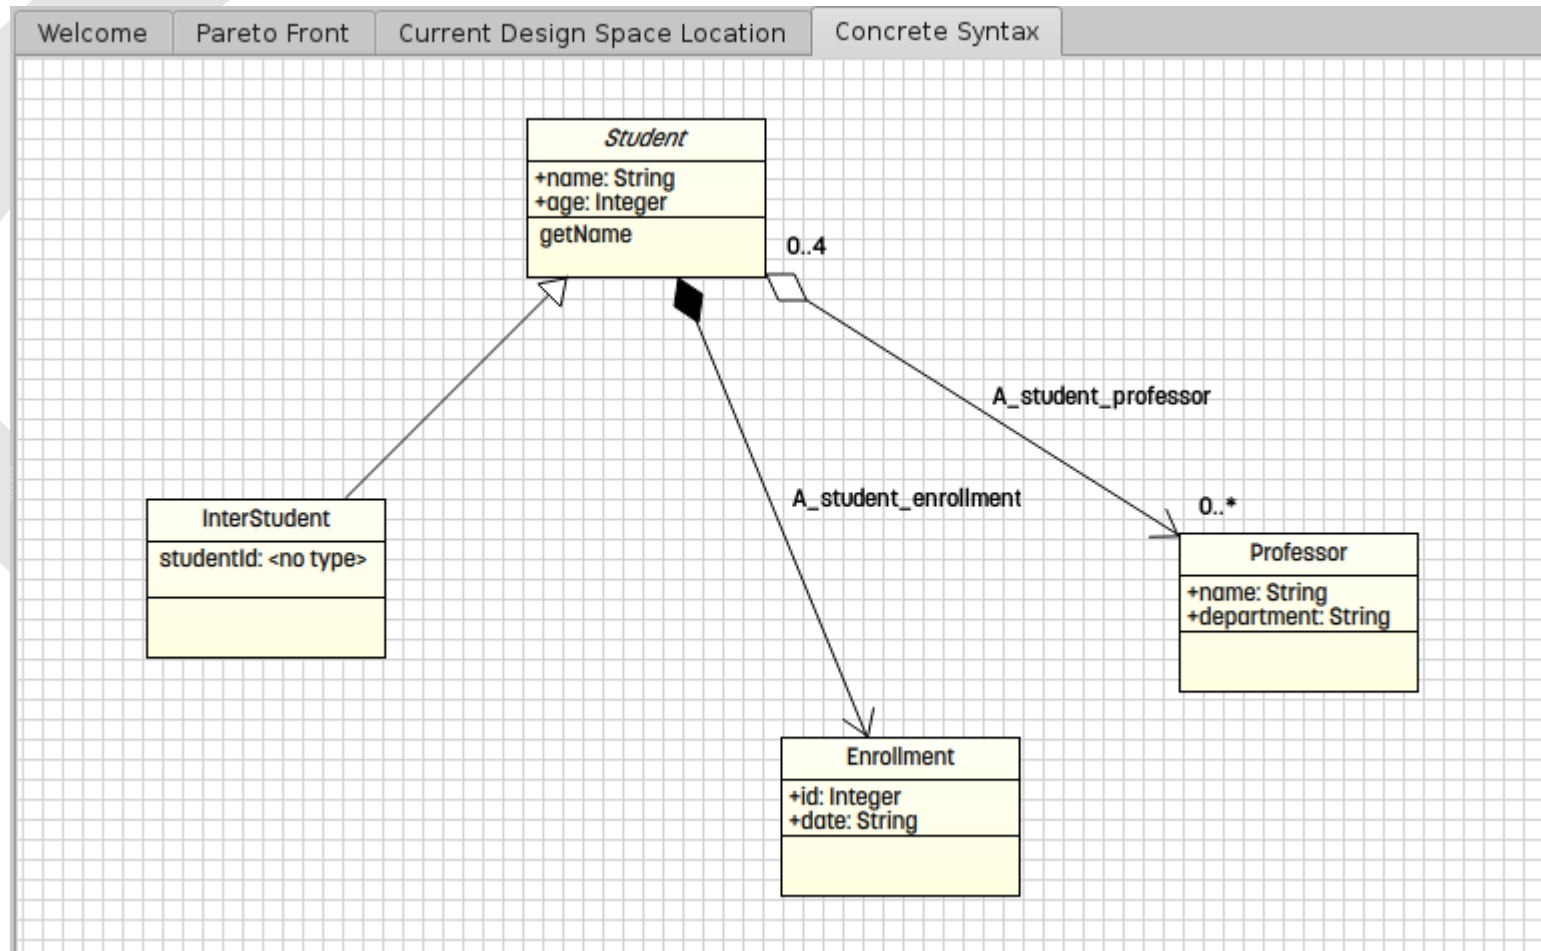 Welcome
Pareto Front
Current Design Space Location
Concrete Syntax
Student
+name: String
+age: Integer
getName
0..4
A_student_professor
A_student_enrollment
0..*
InterStudent
studentId: <no type>
Professor
+name: String
+department: String
Enrollment
+id: Integer
+date: String